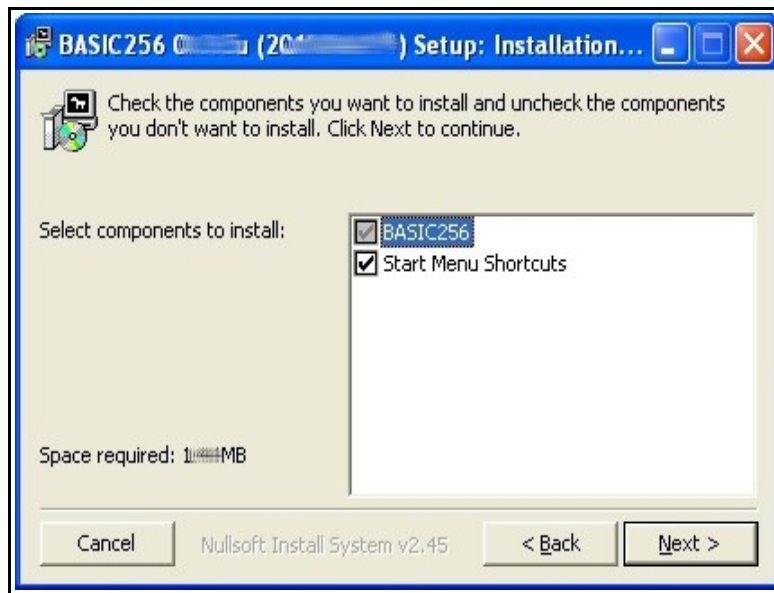 BASIC256 (20 ) Setup: Installation...
Check the components you want to install and uncheck the components
you don't want to install. Click Next to continue.
Select components to install:
BASIC256
Start Menu Shortcuts
Space required: MB
Cancel
Nullsoft Install System v2.45
< Back
Next >